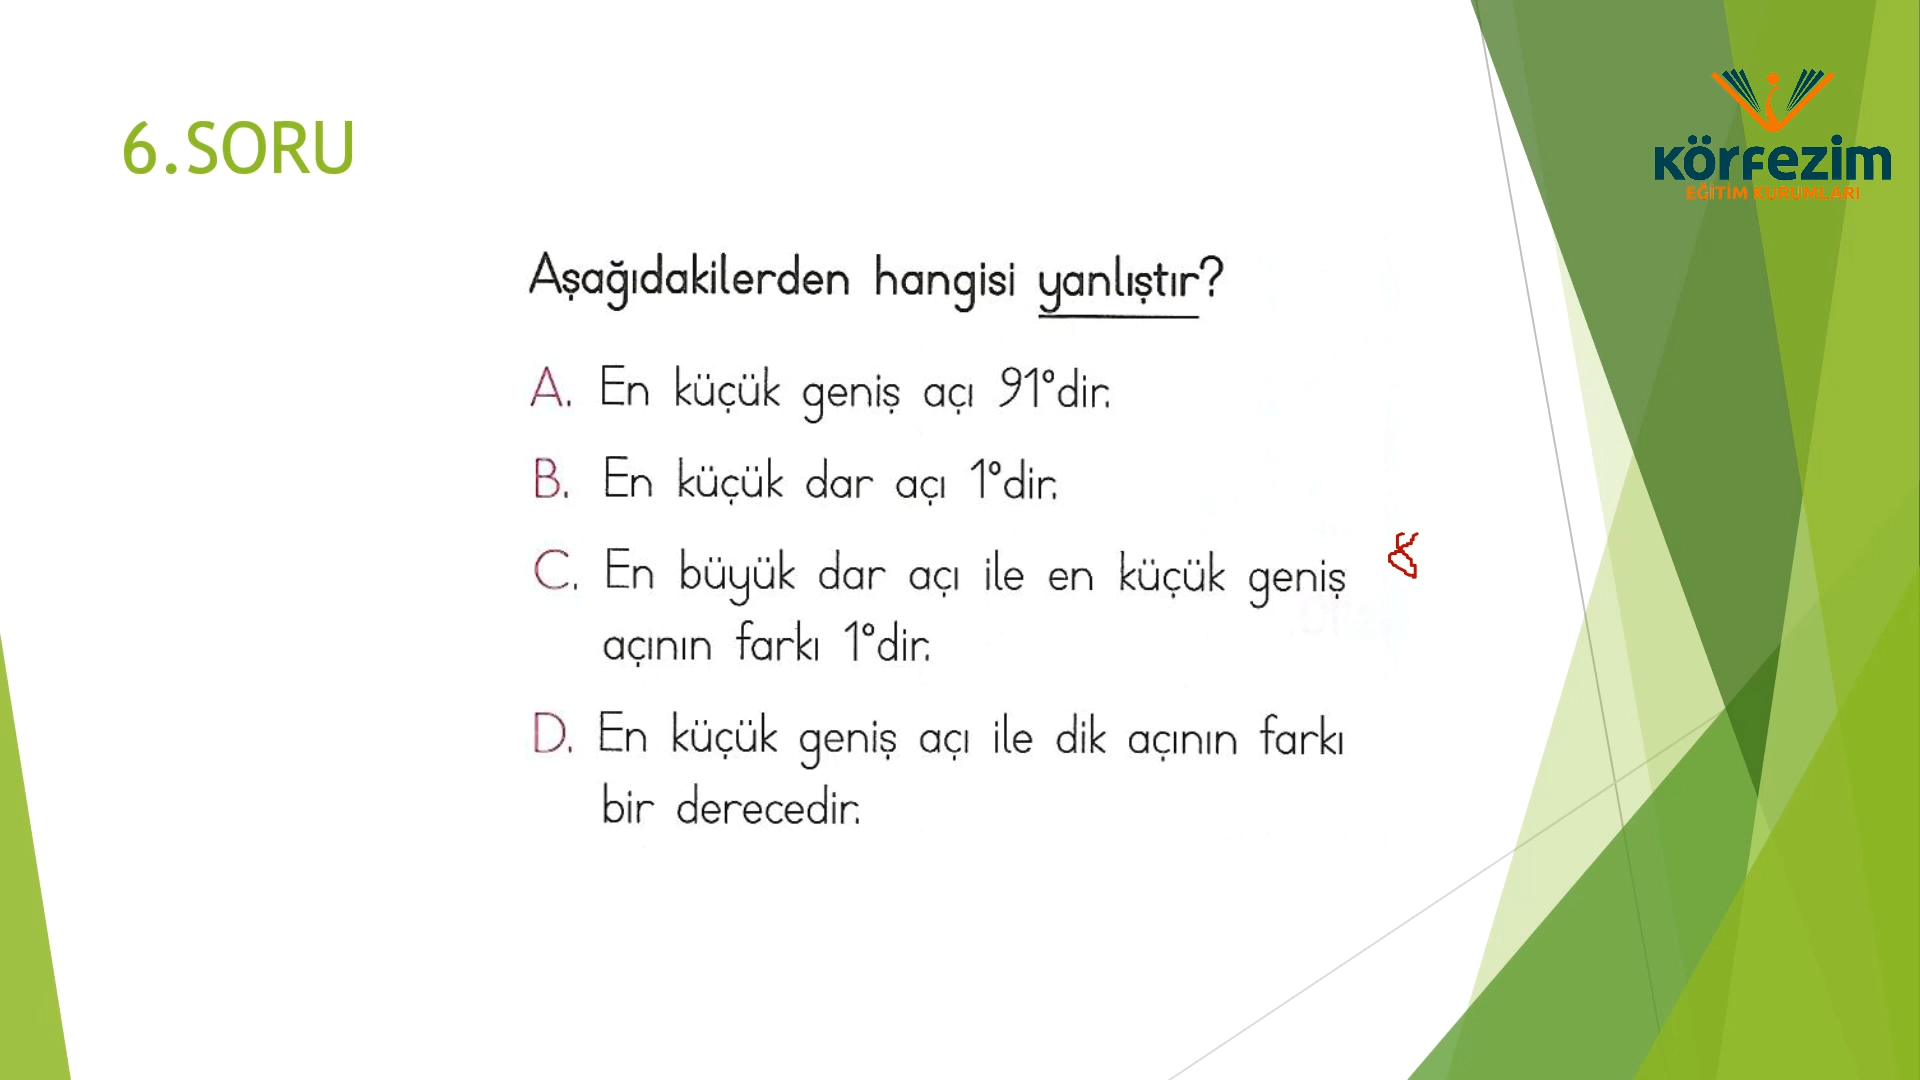 6.SORU
körfezim
EĞİTİM KURUMLARI
Aşağıdakilerden hangisi yanlıştır?
A. En küçük geniş açı 91°dir.
B. En küçük dar açı 1°dir.
C. En büyük dar açı ile en küçük geniş
açının farkı 1°dir.
D. En küçük geniş açı ile dik açının farkı
bir derecedir.